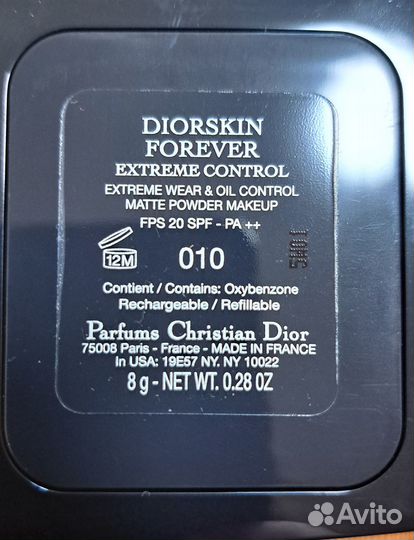 DIORSKIN
FOREVER
EXTREME CONTROL
EXTREME WEAR & OIL CONTROL
MATTE POWDER MAKEUP
FPS 20 SPF - PA ++
12M
010
Contient / Contains: Oxybenzone
Rechargeable / Refillable
Parfums Christian Dior
75008 Paris - France - MADE IN FRANCE
In USA: 19E57 NY. NY 10022
8 g - NET WT. 0.28 OZ
Avito